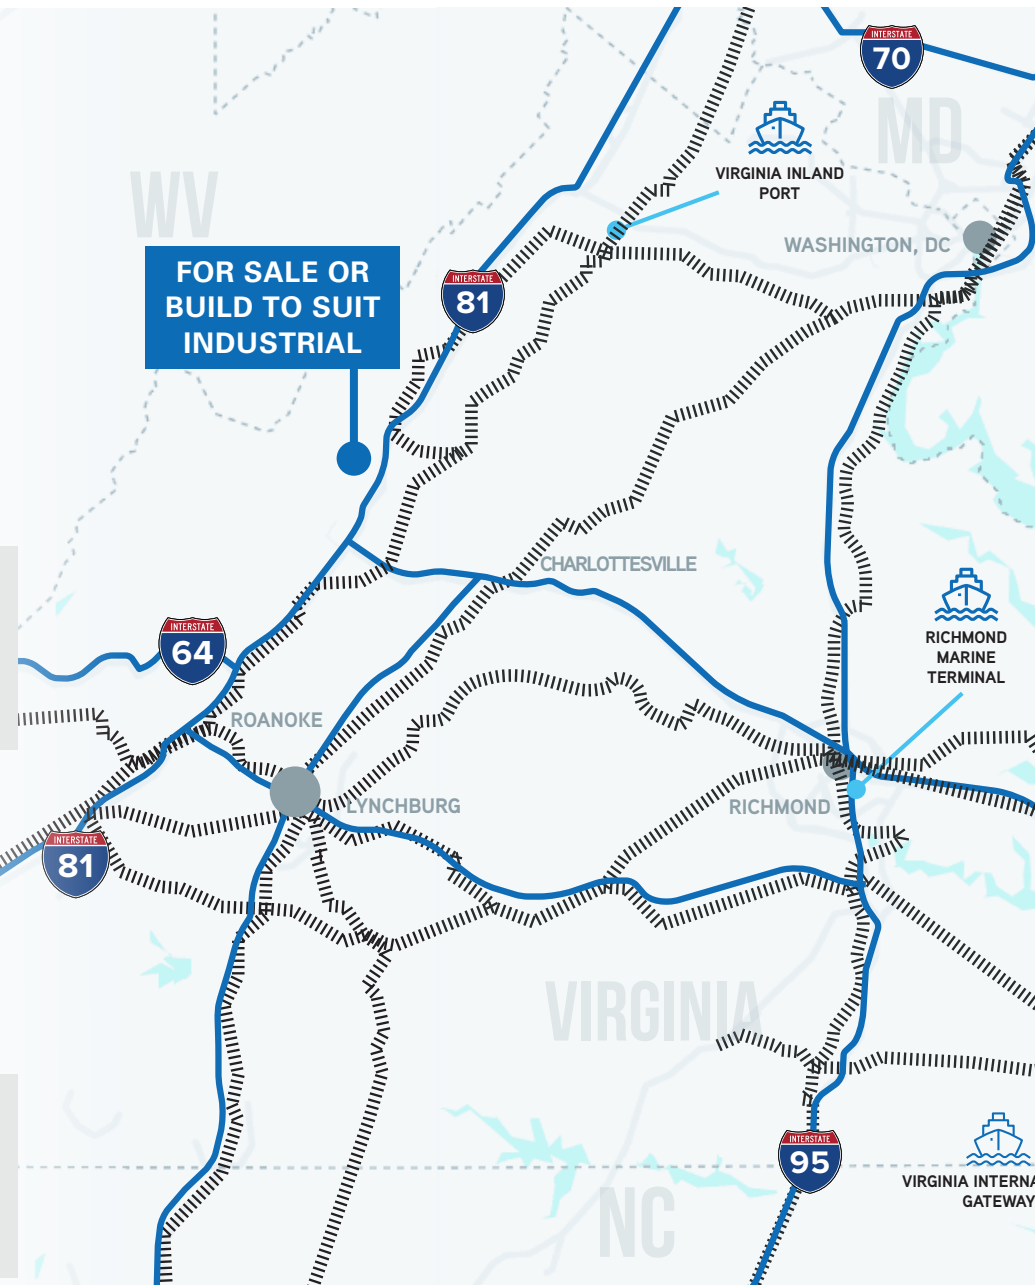 INTERSTATE
70
MD
VIRGINIA INLAND
PORT
WV
WASHINGTON, DC
FOR SALE OR
BUILD TO SUIT
INDUSTRIAL
INTERSTATE
81
CHARLOTTESVILLE
INTERSTATE
64
RICHMOND
MARINE
TERMINAL
ROANOKE
LYNCHBURG
RICHMOND
INTERSTATE
81
VIRGINIA
INTERSTATE
95
VIRGINIA INTERNA
GATEWAY
NC